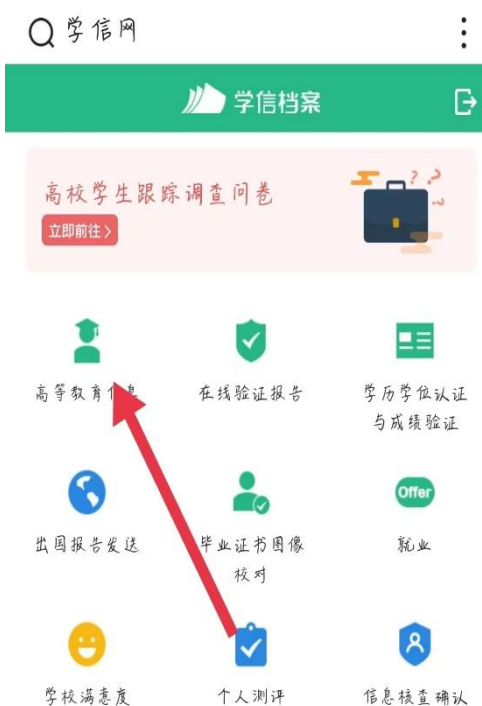 学信网
学信档案
高校学生跟踪调查问卷
立即前往>
? ?
?
高等教育信息
在线验证报告
学历学位认证
与成绩验证
Offer
出国报告发送
毕业证书图像
校对
就业
学校满意度
个人测评
信息核查确认